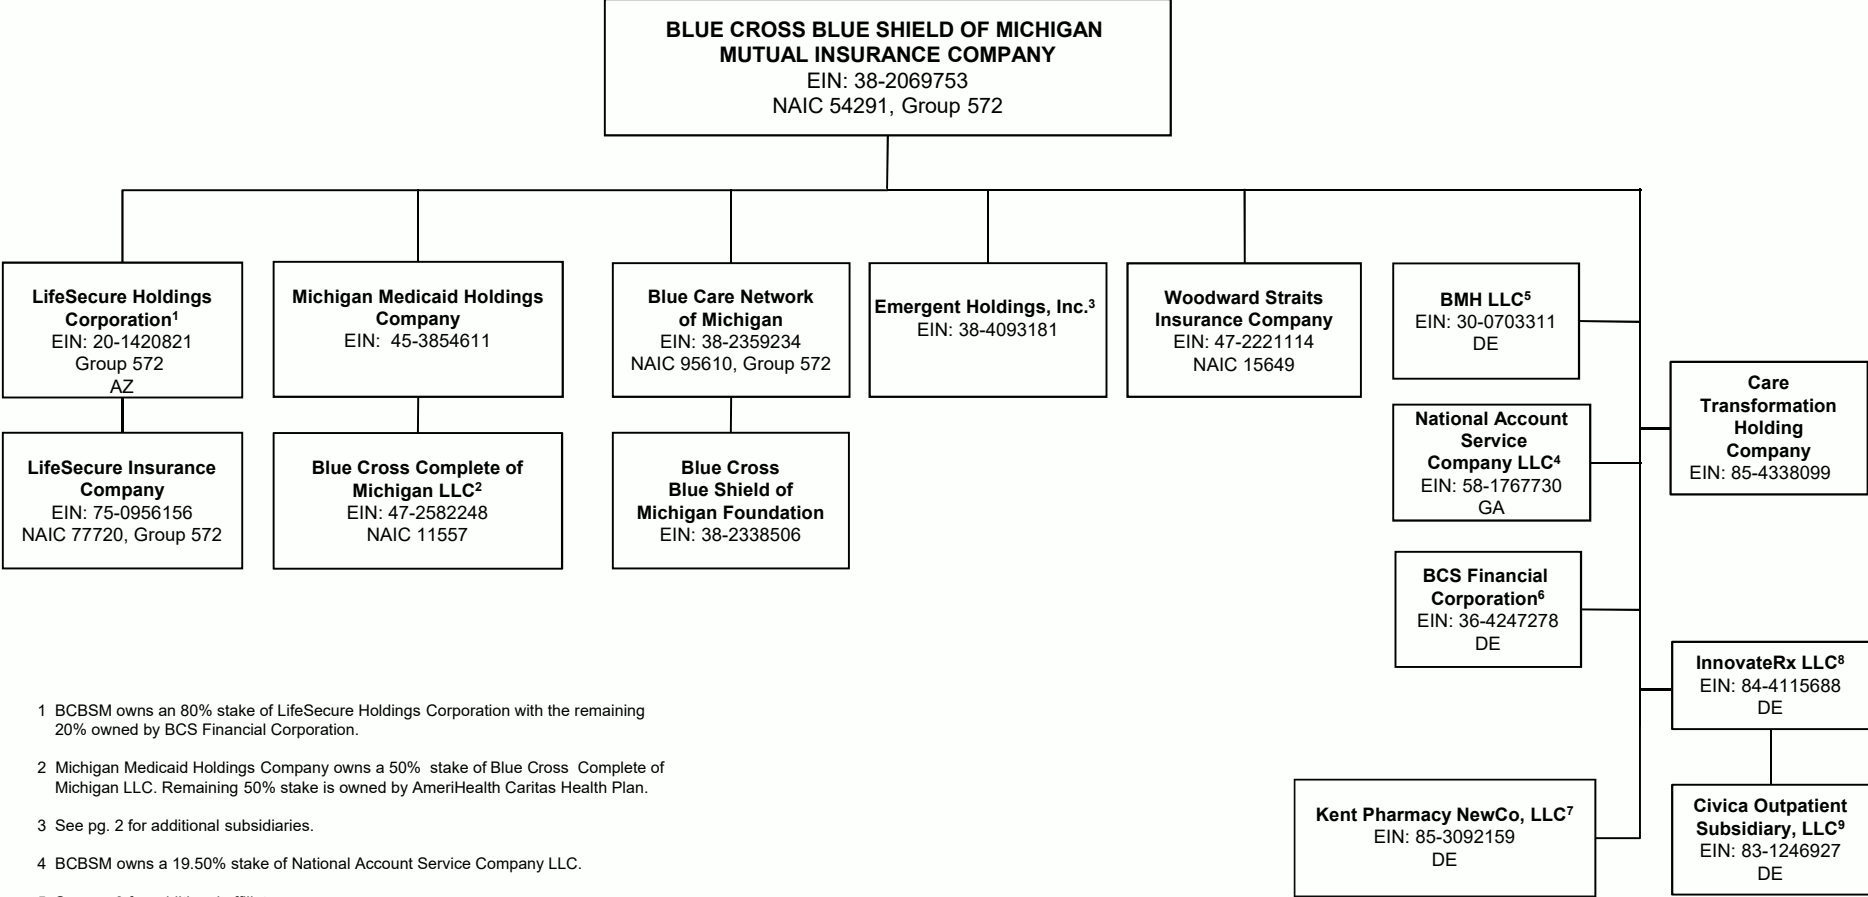 BLUE CROSS BLUE SHIELD OF MICHIGAN
MUTUAL INSURANCE COMPANY
EIN: 38-2069753
NAIC 54291, Group 572
LifeSecure Holdings
Corporation¹
EIN: 20-1420821
Group 572
AZ
Michigan Medicaid Holdings
Company
EIN: 45-3854611
Blue Care Network
of Michigan
EIN: 38-2359234
NAIC 95610, Group 572
Emergent Holdings, Inc.³
EIN: 38-4093181
Woodward Straits
Insurance Company
EIN: 47-2221114
NAIC 15649
BMH LLC⁵
EIN: 30-0703311
DE
Care
Transformation
Holding
Company
EIN: 85-4338099
LifeSecure Insurance
Company
EIN: 75-0956156
NAIC 77720, Group 572
Blue Cross Complete of
Michigan LLC²
EIN: 47-2582248
NAIC 11557
Blue Cross
Blue Shield of
Michigan Foundation
EIN: 38-2338506
National Account
Service
Company LLC⁴
EIN: 58-1767730
GA
BCS Financial
Corporation⁶
EIN: 36-4247278
DE
InnovateRx LLC⁸
EIN: 84-4115688
DE
Kent Pharmacy NewCo, LLC⁷
EIN: 85-3092159
DE
Civica Outpatient
Subsidiary, LLC⁹
EIN: 83-1246927
DE
1 BCBSM owns an 80% stake of LifeSecure Holdings Corporation with the remaining
20% owned by BCS Financial Corporation.
2 Michigan Medicaid Holdings Company owns a 50% stake of Blue Cross Complete of
Michigan LLC. Remaining 50% stake is owned by AmeriHealth Caritas Health Plan.
3 See pg. 2 for additional subsidiaries.
4 BCBSM owns a 19.50% stake of National Account Service Company LLC.